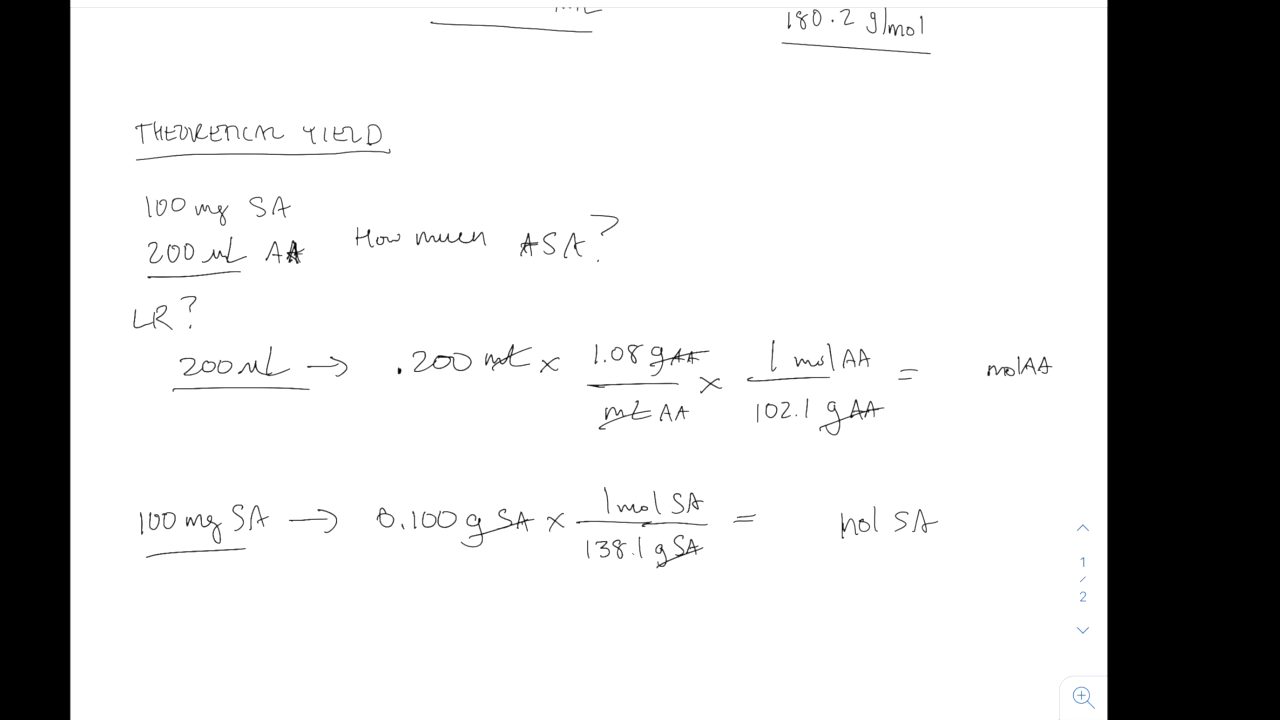 180.2 g/mol
THEORETICAL YIELD
100 mg SA
200 uL AA How much ASA?
LR?
200 uL → .200 mL × 1.08 g AA / mL AA × 1 mol AA / 102.1 g AA = mol AA
100 mg SA → 0.100 g SA × 1 mol SA / 138.1 g SA = mol SA
1
/
2